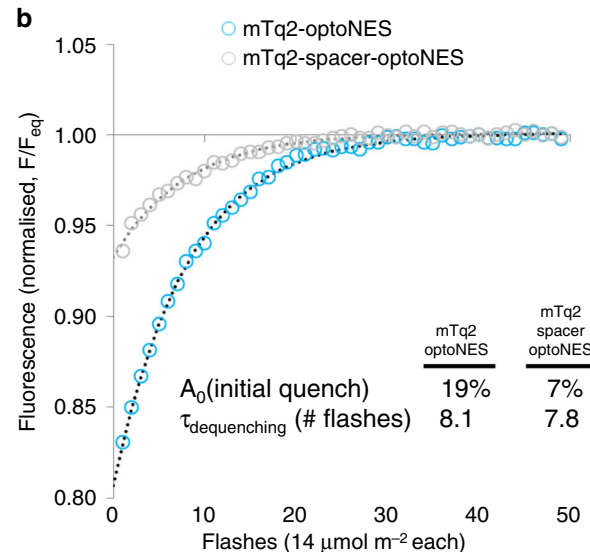 b
mTq2-optoNES
mTq2-spacer-optoNES
Fluorescence (normalised, F/Feq)
1.05
1.00
0.95
0.90
0.85
0.80
mTq2 optoNES
mTq2 spacer optoNES
A0(initial quench) 19% 7%
τdequenching (# flashes) 8.1 7.8
0 10 20 30 40 50
Flashes (14 μmol m⁻² each)